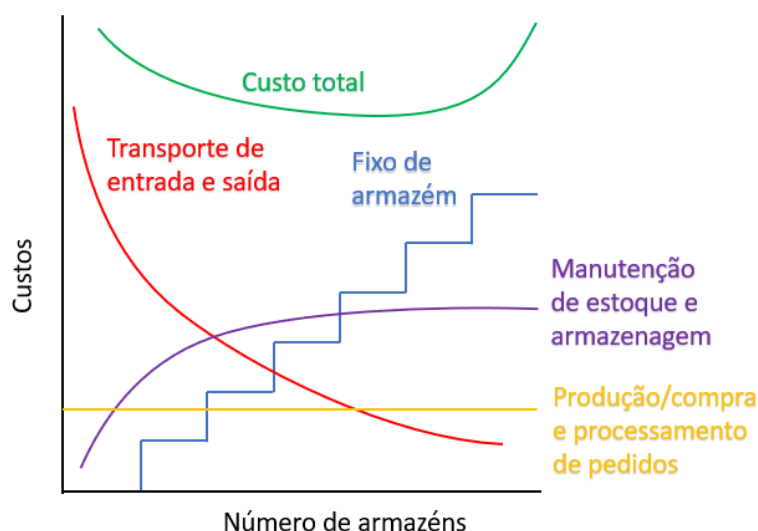 Custo total
Transporte de
entrada e saída
Fixo de
armazém
Custos
Manutenção
de estoque e
armazenagem
Produção/compra
e processamento
de pedidos
Número de armazéns